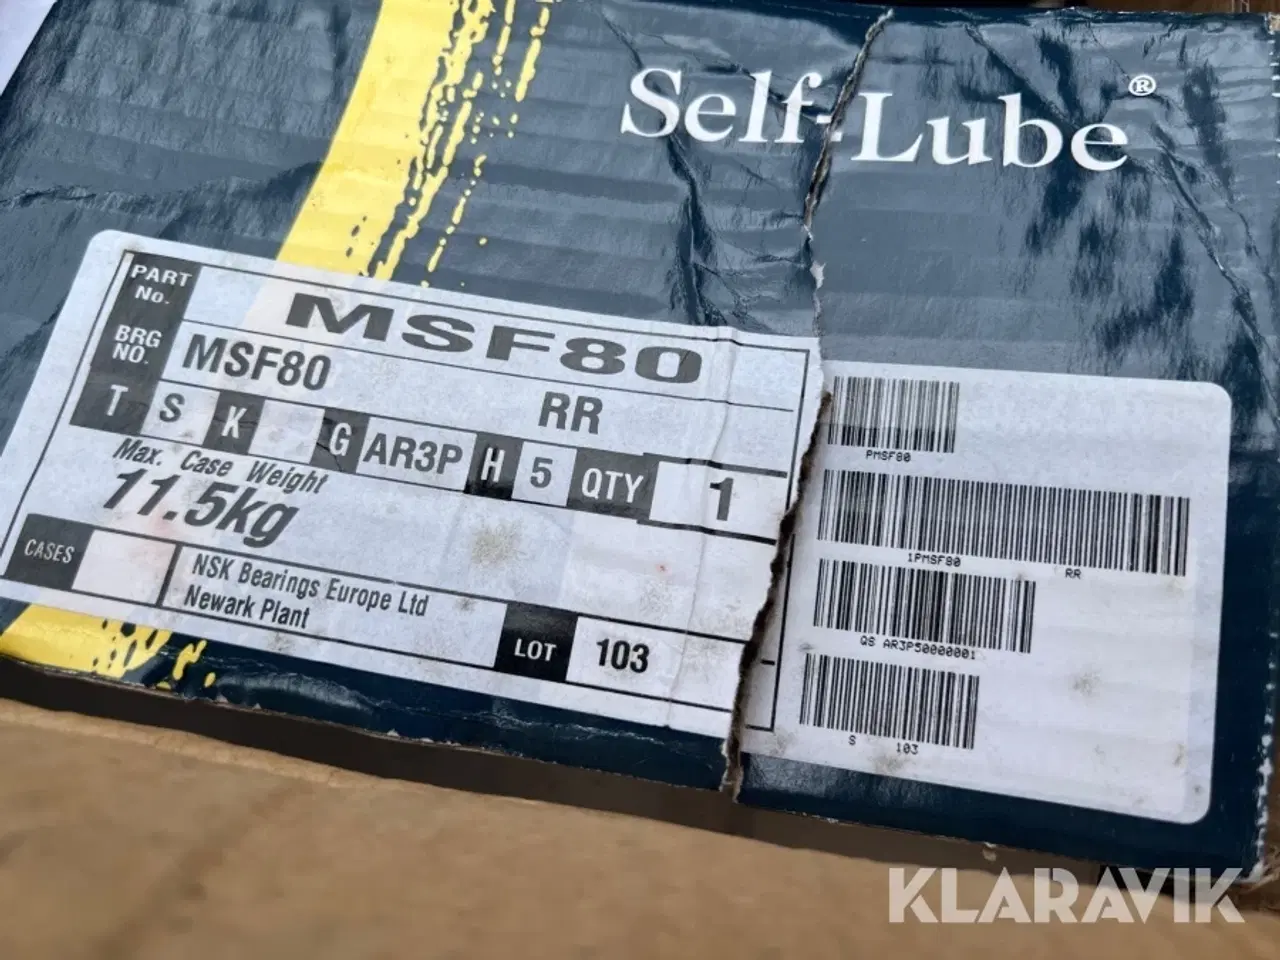 Self-Lube®
PART No. MSF80
BRG NO. MSF80 RR
T S K G AR3P H 5 QTY 1
Max. Case Weight
11.5kg
CASES
NSK Bearings Europe Ltd
Newark Plant
LOT 103
PMSF80
1PMSF80 RR
QS AR3P50000001
S 103
KLARAVIK